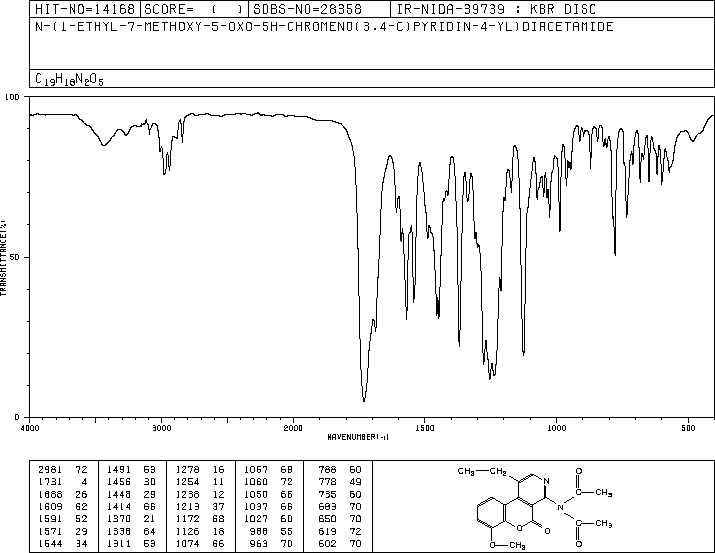 HIT-NO=14168 SCORE= ( ) SDBS-NO=28358 IR-NIDA-39739 : KBR DISC
N-(1-ETHYL-7-METHOXY-5-OXO-5H-CHROMENO(3.4-C)PYRIDIN-4-YL)DIACETAMIDE
C19H18N2O5
100
50
0
TRANSMITTANCE(%)
4000 3000 2000 1500 1000 500
WAVENUMBER(-1)
2981 72 1491 59 1278 16 1067 68 788 60
1731 4 1456 30 1254 11 1060 72 778 49
1688 26 1448 29 1238 12 1050 66 735 60
1609 62 1414 66 1213 37 1037 66 683 70
1591 52 1370 21 1172 68 1027 60 650 70
1571 29 1338 64 1126 18 988 55 619 72
1544 34 1311 53 1074 66 963 70 602 70
CH3 CH2
N
O
C CH3
N
O O
C CH3
O
O CH3